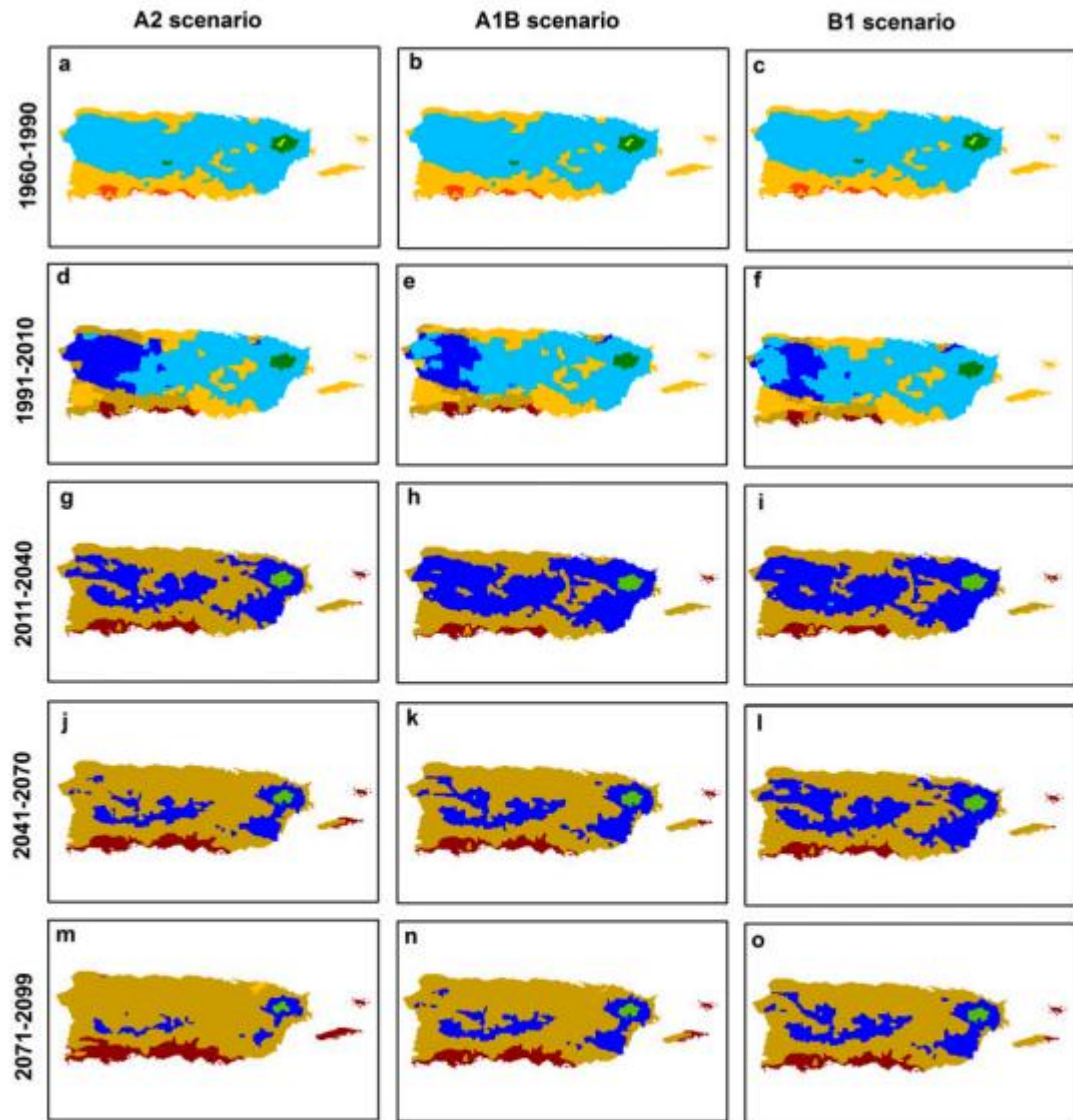 A2 scenario
A1B scenario
B1 scenario
1960-1990
a
b
c
1991-2010
d
e
f
2011-2040
g
h
i
2041-2070
j
k
l
2071-2099
m
n
o